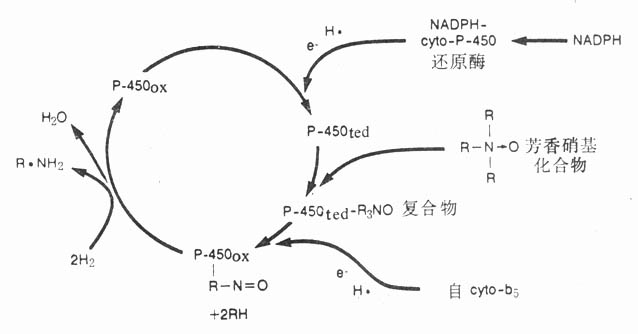 NADPH-
cyto-P-450
还原酶
NADPH
H•
e-
P-450ox
H₂O
R•NH₂
2H₂
P-450ted
R
R-N→O
R
芳香硝基
化合物
P-450ted-R₃NO 复合物
P-450ox
R-N=O
+2RH
e-
H•
自 cyto-b₅